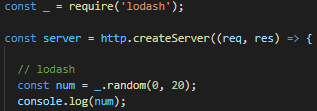 const _ = require('lodash');
const server = http.createServer((req, res) => {
// lodash
const num = _.random(0, 20);
console.log(num);